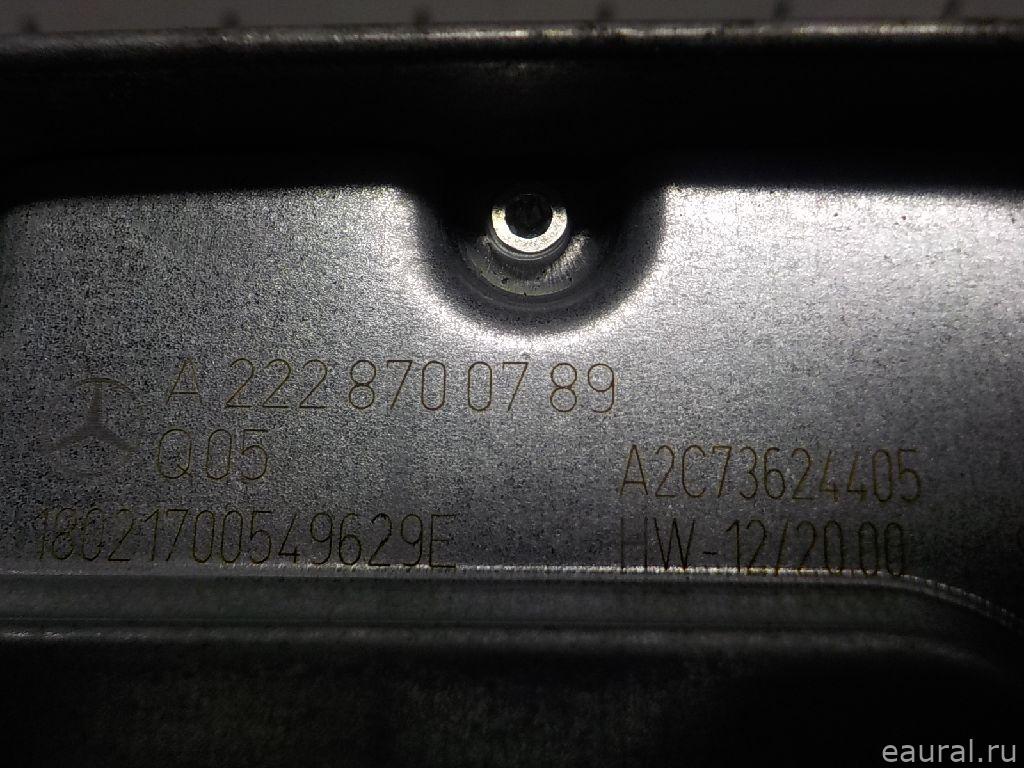 A 222 870 07 89
Q05
18021700549629E
A2C73624405
HW-12/20.00
eaural.ru